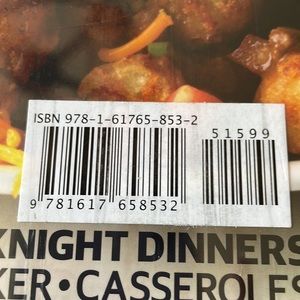 ISBN 978-1-61765-853-2
51599
9 781617 658532
KNIGHT DINNERS
KER • CASSEROLES